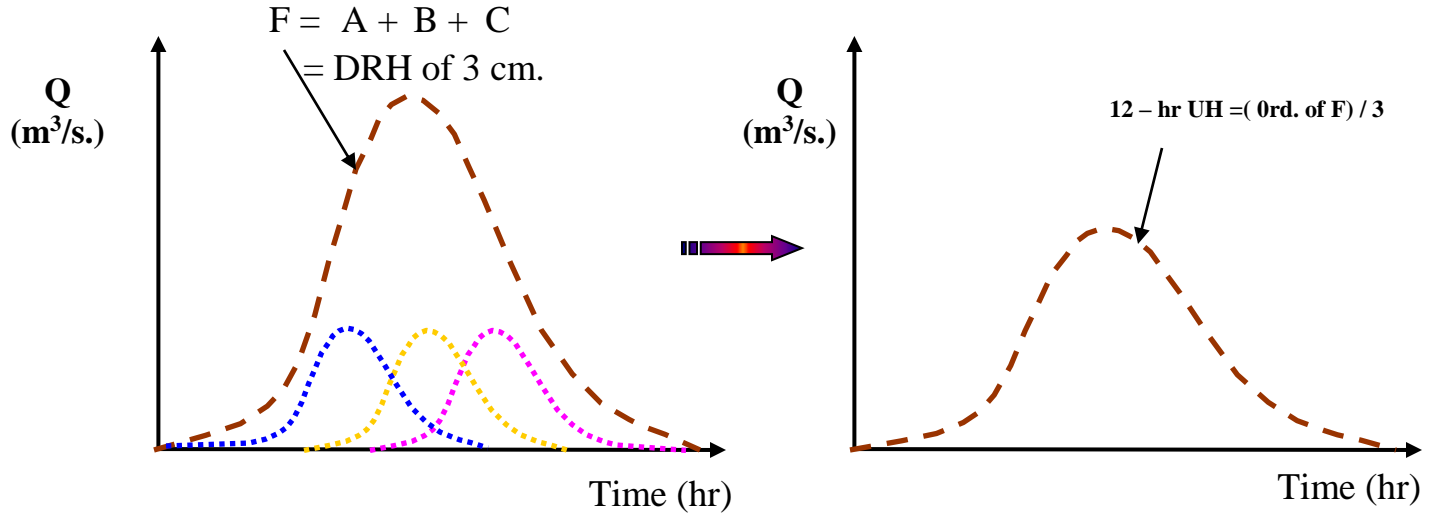 F = A + B + C
= DRH of 3 cm.
Q
(m³/s.)
Time (hr)
Q
(m³/s.)
12 – hr UH =( 0rd. of F) / 3
Time (hr)